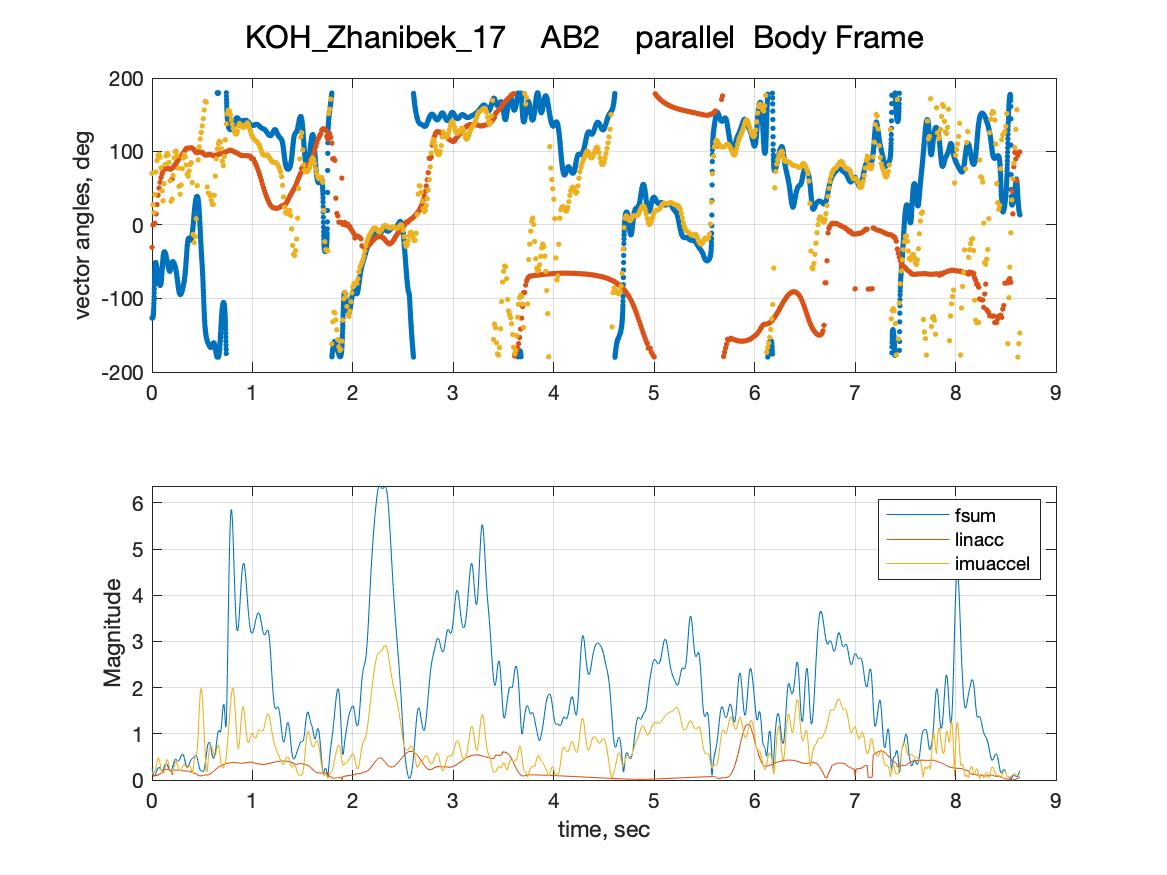 KOH_Zhanibek_17 AB2 parallel Body Frame
200
100
0
-100
-200
vector angles, deg
0 1 2 3 4 5 6 7 8 9
6
5
4
3
2
1
0
Magnitude
fsum
linacc
imuaccel
0 1 2 3 4 5 6 7 8 9
time, sec